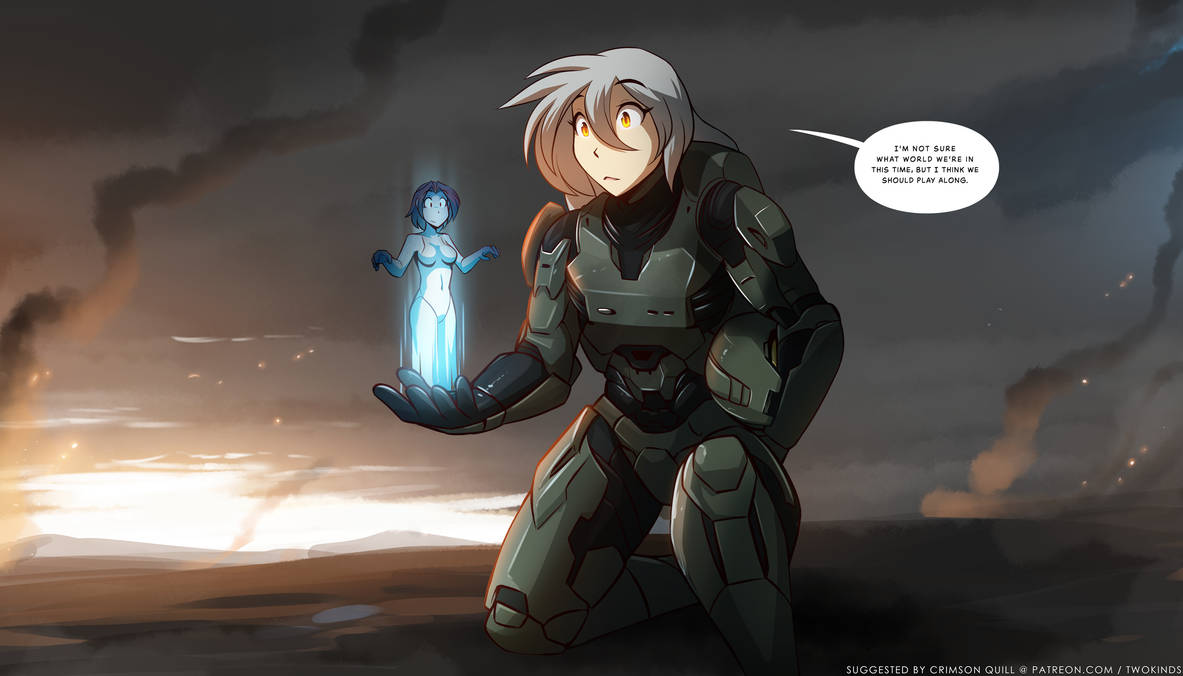 I'M NOT SURE
WHAT WORLD WE'RE IN
THIS TIME, BUT I THINK WE
SHOULD PLAY ALONG.
SUGGESTED BY CRIMSON QUILL @ PATREON.COM / TWOKINDS